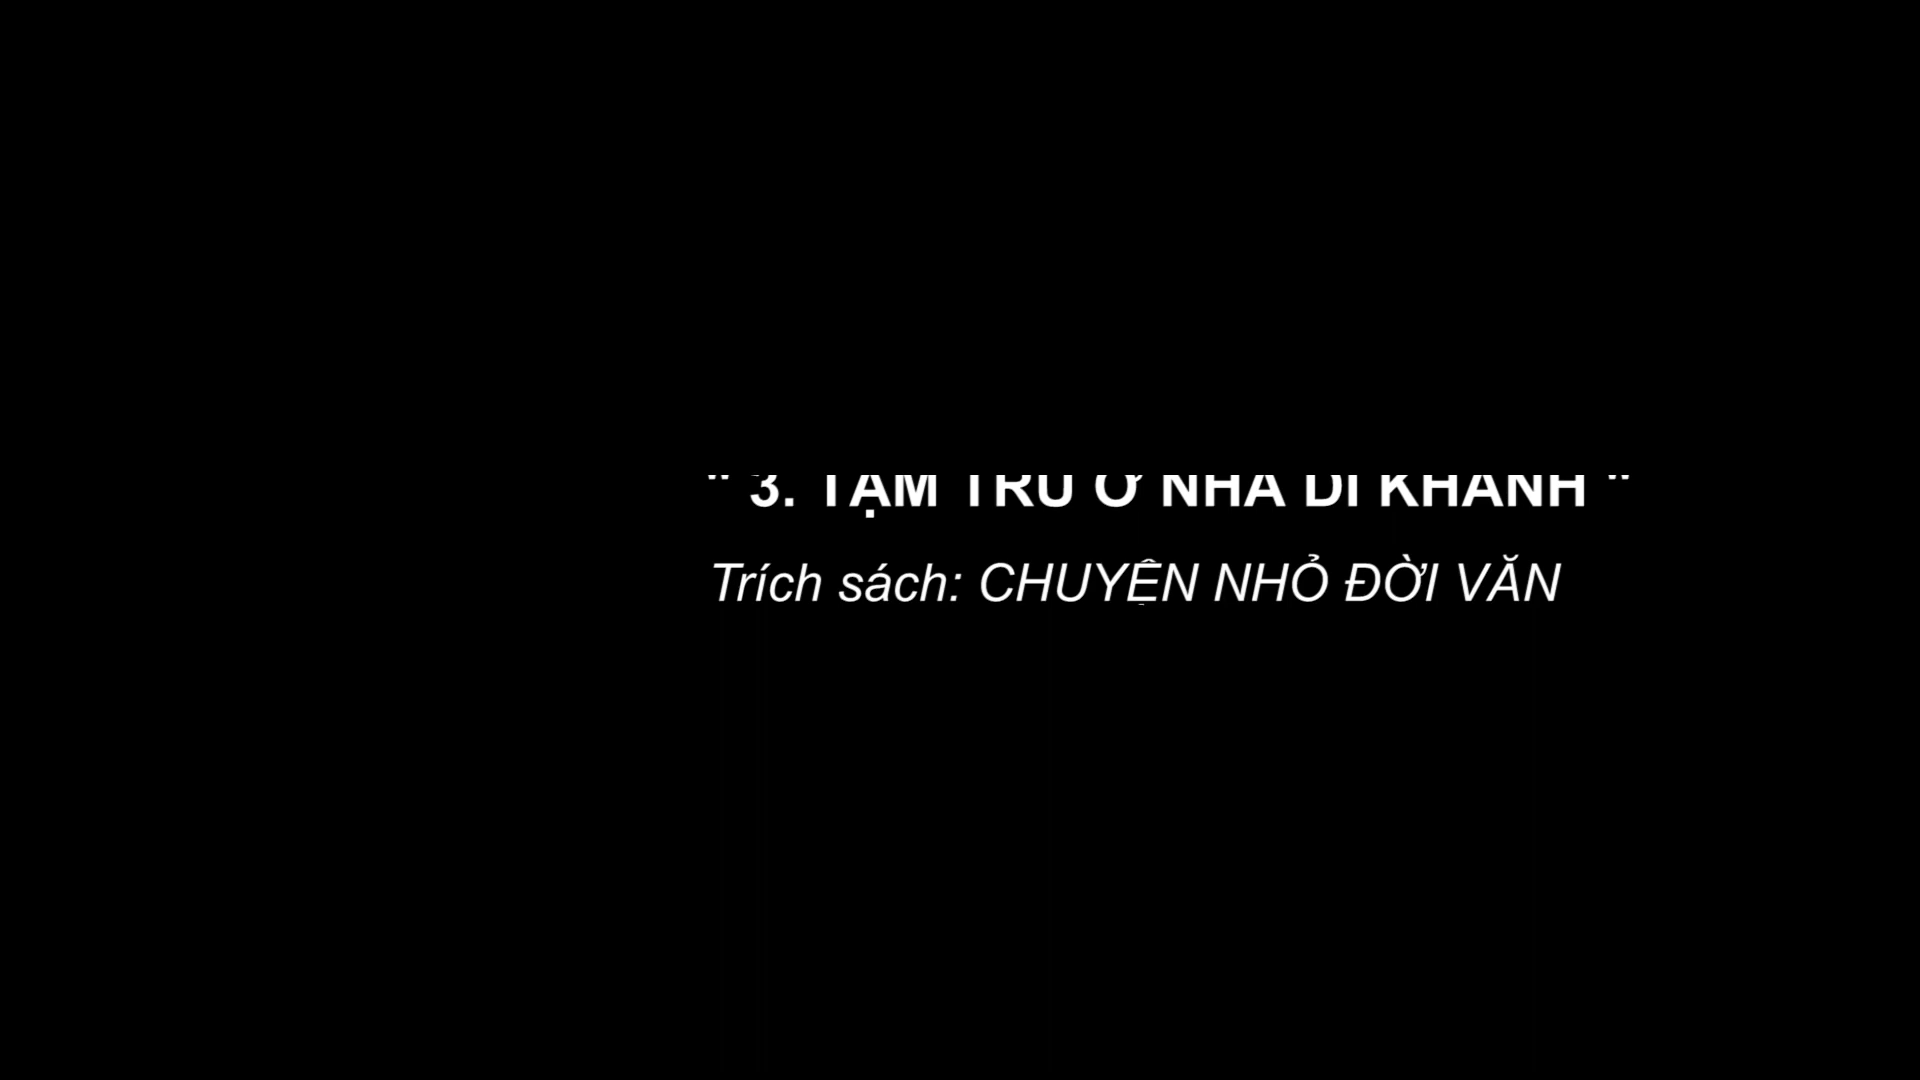 " 3. TẠM TRÚ Ở NHÀ DÌ KHÁNH "
Trích sách: CHUYỆN NHỎ ĐỜI VĂN